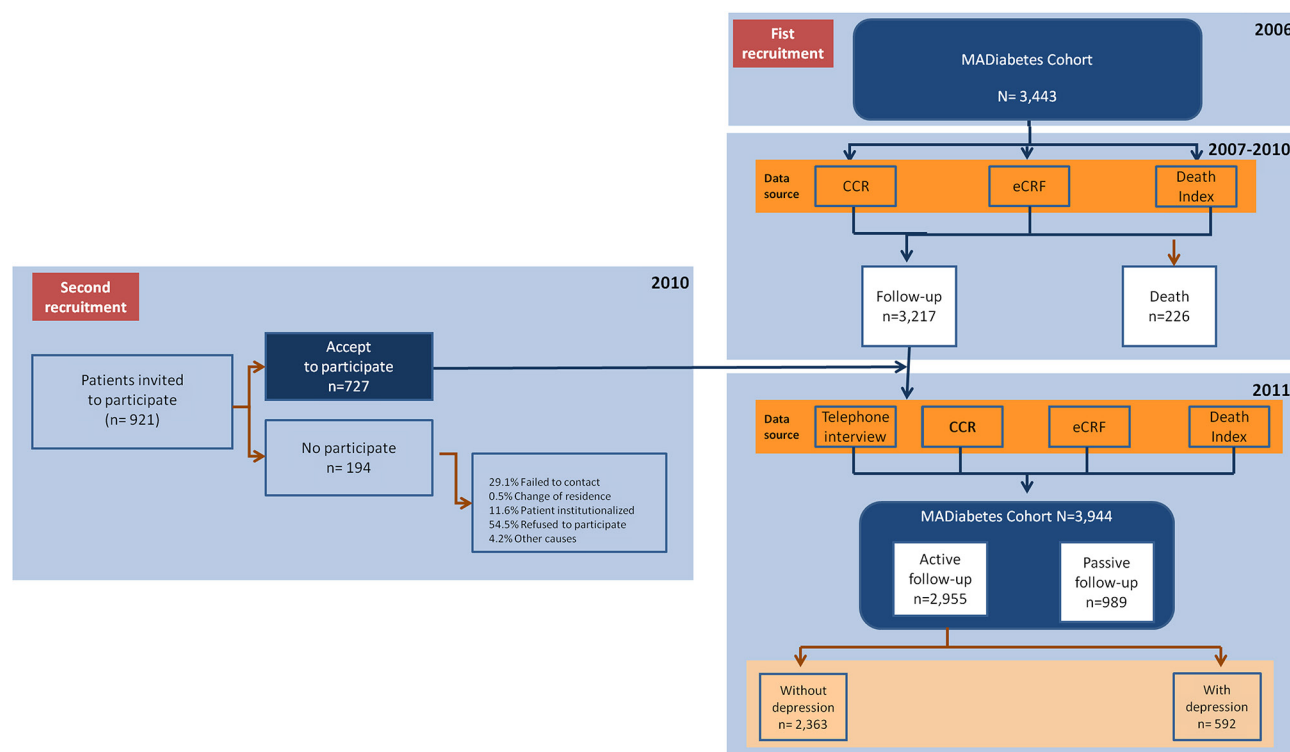 Fist
recruitment
2006
MADiabetes Cohort
N= 3,443
2007-2010
Data
source
CCR
eCRF
Death
Index
Follow-up
n=3,217
Death
n=226
Second
recruitment
2010
Patients invited
to participate
(n= 921)
Accept
to participate
n=727
No participate
n= 194
29.1% Failed to contact
0.5% Change of residence
11.6% Patient institutionalized
54.5% Refused to participate
4.2% Other causes
2011
Data
source
Telephone
interview
CCR
eCRF
Death
Index
MADiabetes Cohort N=3,944
Active
follow-up
n=2,955
Passive
follow-up
n=989
Without
depression
n= 2,363
With
depression
n= 592